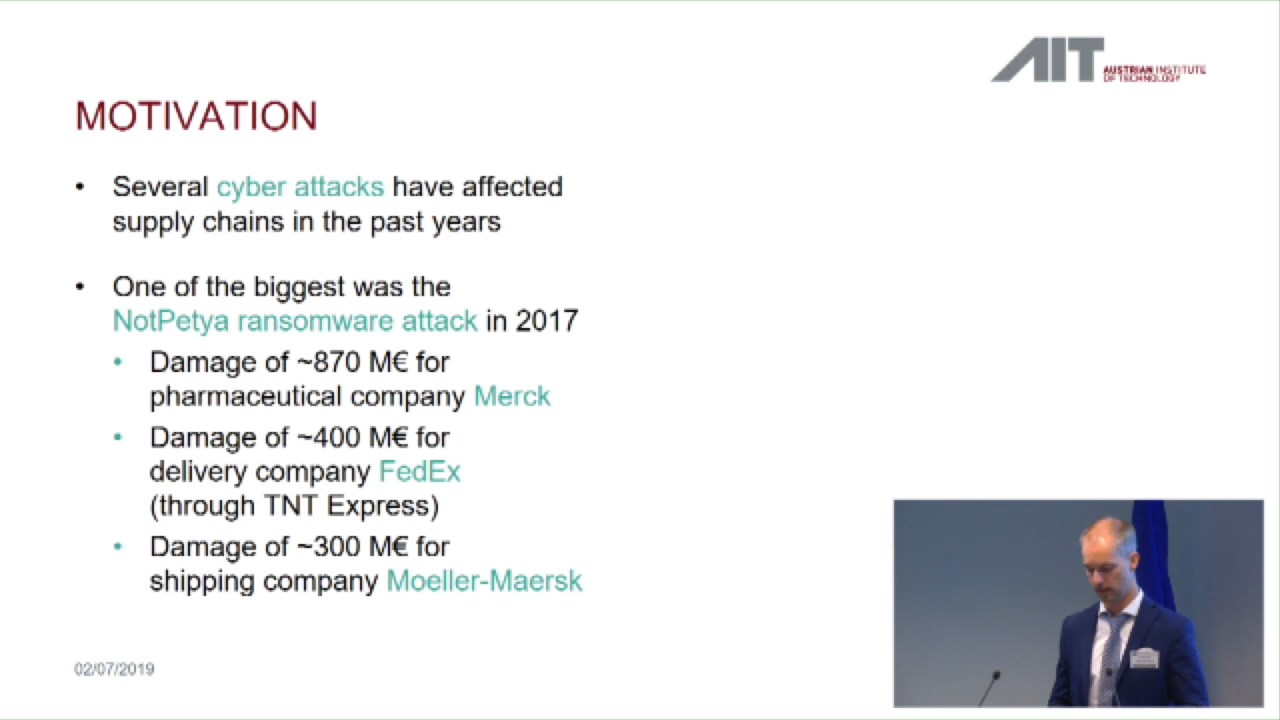 AIT
AUSTRIAN INSTITUTE
OF TECHNOLOGY
MOTIVATION
• Several cyber attacks have affected
supply chains in the past years
• One of the biggest was the
NotPetya ransomware attack in 2017
• Damage of ~870 M€ for
pharmaceutical company Merck
• Damage of ~400 M€ for
delivery company FedEx
(through TNT Express)
• Damage of ~300 M€ for
shipping company Moeller-Maersk
02/07/2019